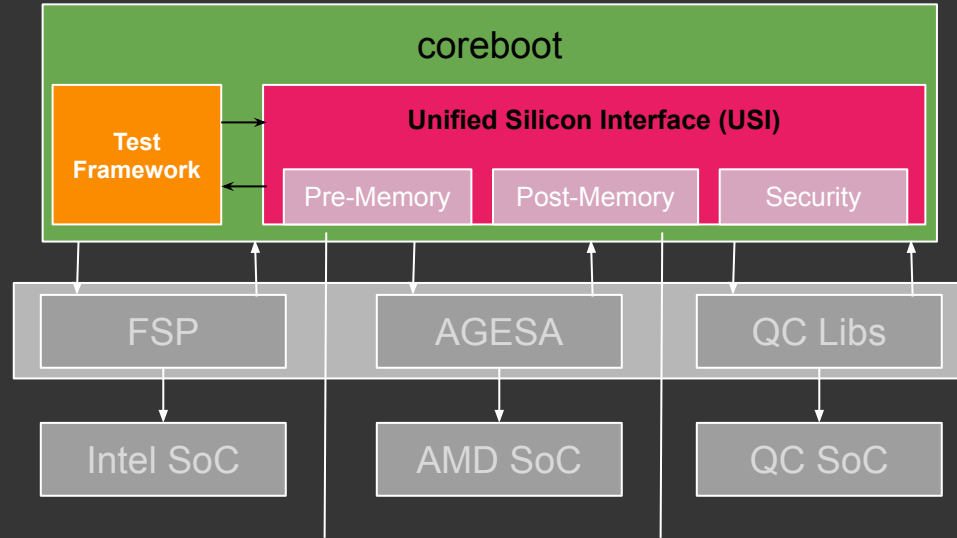 coreboot
Test
Framework
Unified Silicon Interface (USI)
Pre-Memory
Post-Memory
Security
FSP
AGESA
QC Libs
Intel SoC
AMD SoC
QC SoC